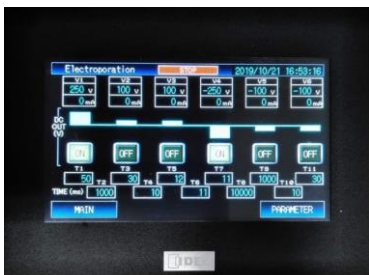 Electroporation STOP 2019/10/21 16:53:16
V1 V2 V3 V4 V5 V6
250 V 100 V 100 V -250 V -100 V -100 V
0 mA 0 mA 0 mA 0 mA 0 mA 0 mA
DC
OUT
(V)
ON OFF OFF ON OFF OFF
T1 T3 T5 T7 T9 T11
50 30 12 11 1000 30
T2 T4 T6 T8 T10
TIME (ms) 1000 10 11 10000 10
MAIN PARAMETER
IDEC